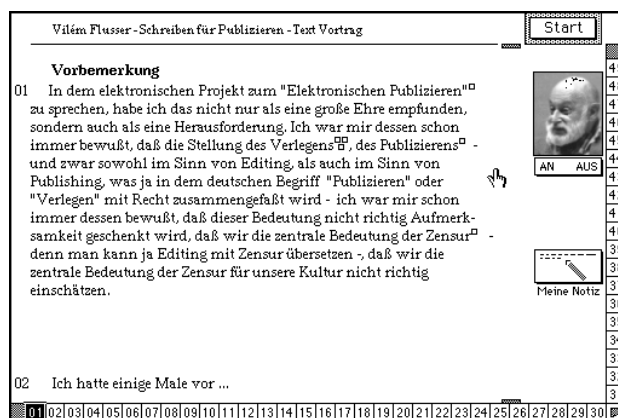 Vilém Flusser - Schreiben für Publizieren - Text Vortrag
Start
Vorbemerkung
01 In dem elektronischen Projekt zum "Elektronischen Publizieren"
zu sprechen, habe ich das nicht nur als eine große Ehre empfunden,
sondern auch als eine Herausforderung. Ich war mir dessen schon
immer bewußt, daß die Stellung des Verlegens, des Publizierens -
und zwar sowohl im Sinn von Editing, als auch im Sinn von
Publishing, was ja in dem deutschen Begriff "Publizieren" oder
"Verlegen" mit Recht zusammengefaßt wird - ich war mir schon
immer dessen bewußt, daß dieser Bedeutung nicht richtig Aufmerk-
samkeit geschenkt wird, daß wir die zentrale Bedeutung der Zensur -
denn man kann ja Editing mit Zensur übersetzen -, daß wir die
zentrale Bedeutung der Zensur für unsere Kultur nicht richtig
einschätzen.
AN AUS
Meine Notiz
02 Ich hatte einige Male vor ...
01 02 03 04 05 06 07 08 09 10 11 12 13 14 15 16 17 18 19 20 21 22 23 24 25 26 27 28 29 30